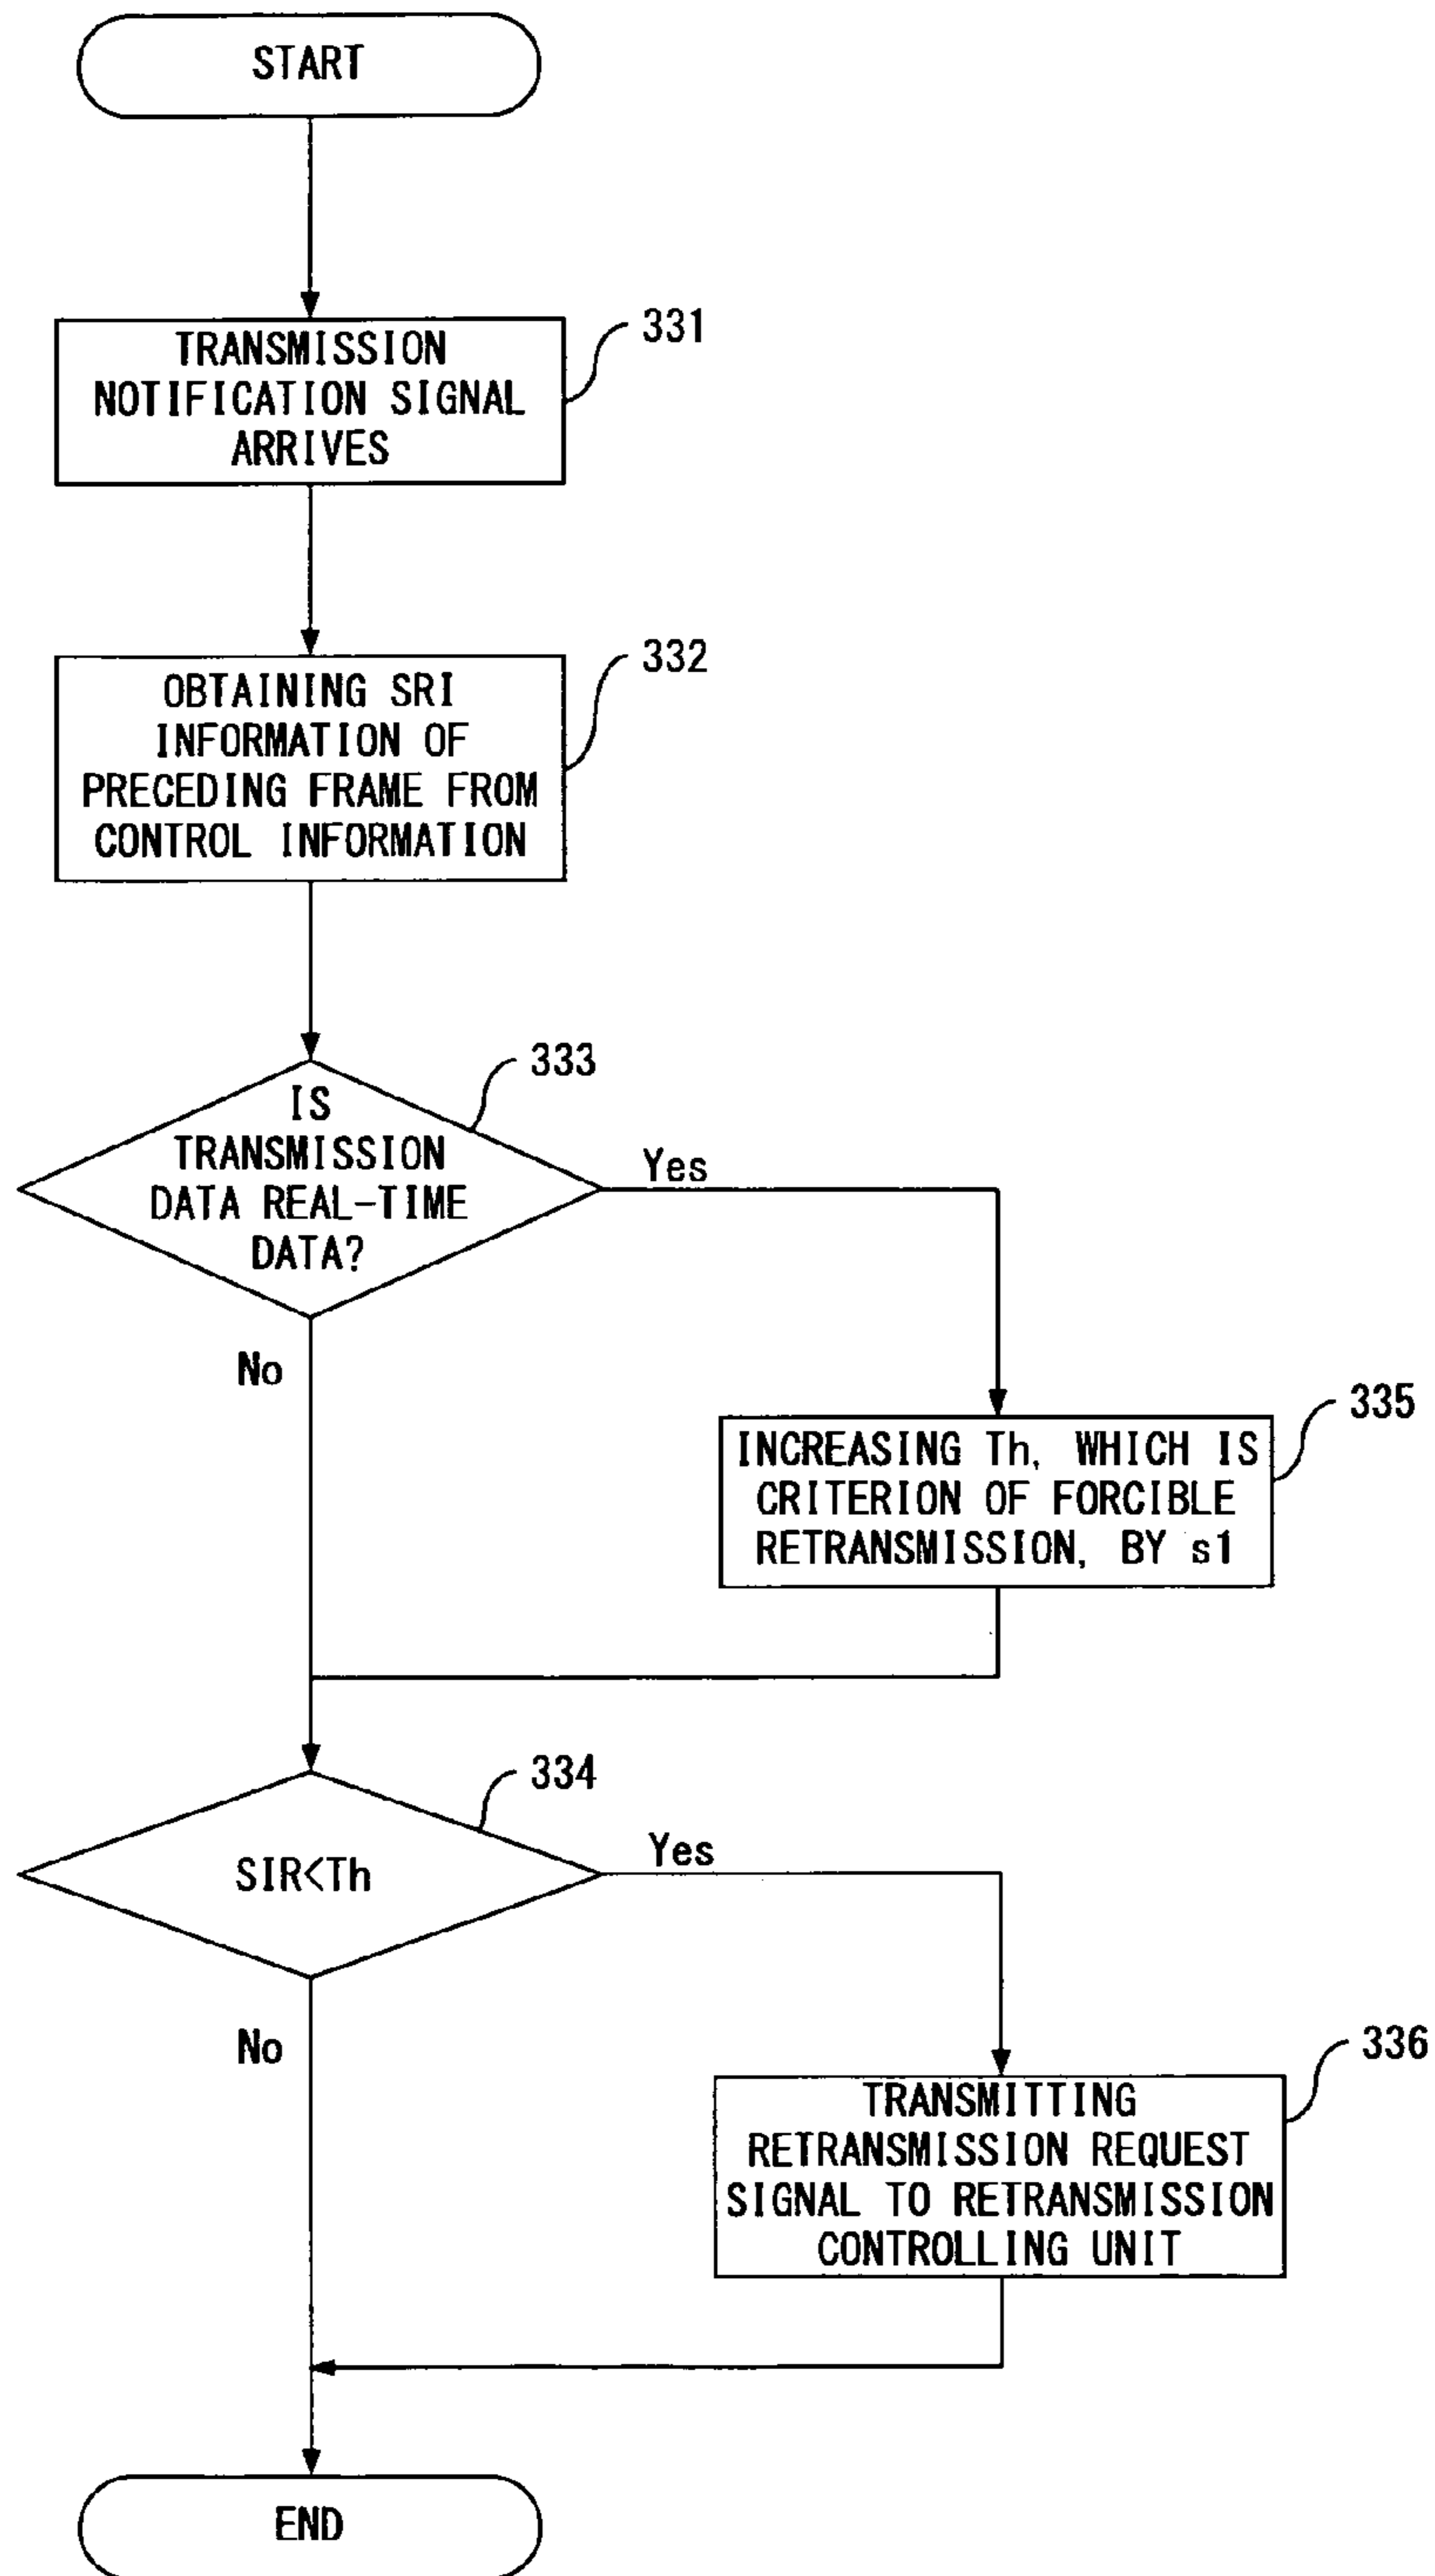 START
TRANSMISSION
NOTIFICATION SIGNAL
ARRIVES
331
OBTAINING SRI
INFORMATION OF
PRECEDING FRAME FROM
CONTROL INFORMATION
332
IS
TRANSMISSION
DATA REAL-TIME
DATA?
333
Yes
No
INCREASING Th, WHICH IS
CRITERION OF FORCIBLE
RETRANSMISSION, BY s1
335
SIR<Th
334
Yes
No
TRANSMITTING
RETRANSMISSION REQUEST
SIGNAL TO RETRANSMISSION
CONTROLLING UNIT
336
END